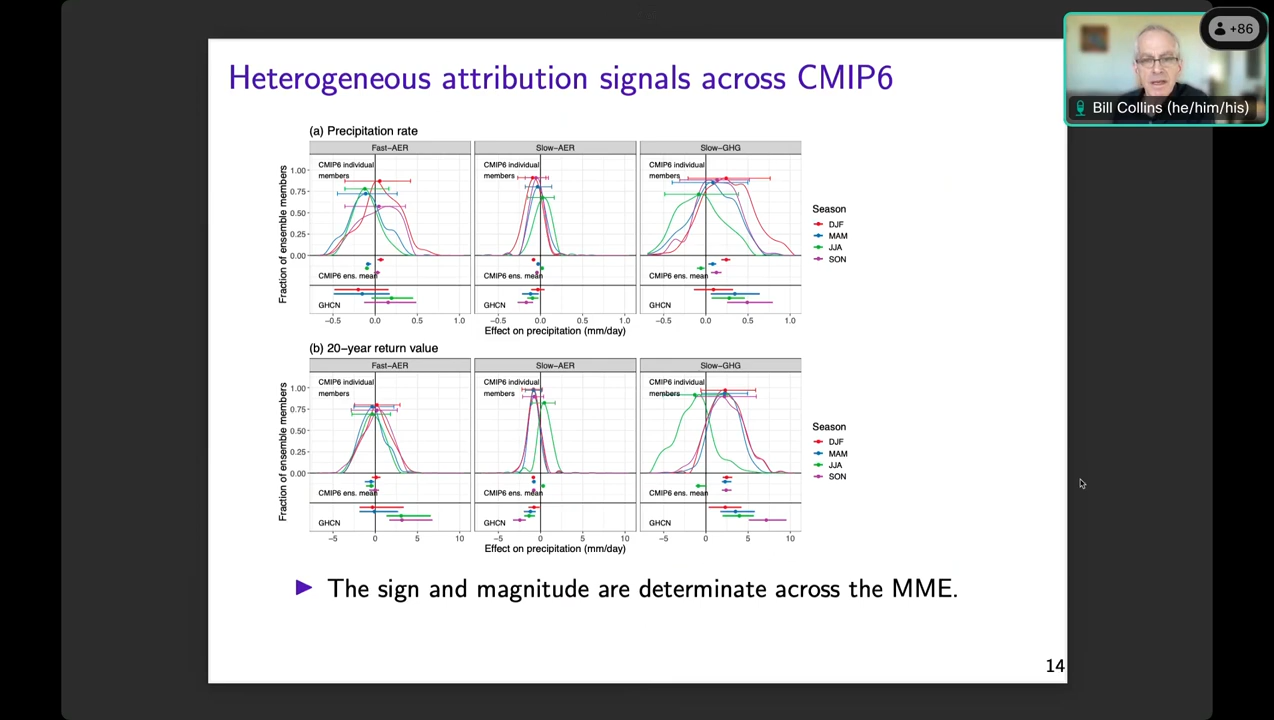 +86
Bill Collins (he/him/his)
Heterogeneous attribution signals across CMIP6
(a) Precipitation rate
Fast−AER
Slow−AER
Slow−GHG
Fraction of ensemble members
1.00
0.75
0.50
0.25
0.00
CMIP6 individual
members
CMIP6 ens. mean
GHCN
CMIP6 individual
members
CMIP6 ens. mean
GHCN
CMIP6 individual
members
CMIP6 ens. mean
GHCN
−0.5 0.0 0.5 1.0
−0.5 0.0 0.5 1.0
−0.5 0.0 0.5 1.0
Effect on precipitation (mm/day)
Season
DJF
MAM
JJA
SON
(b) 20−year return value
Fast−AER
Slow−AER
Slow−GHG
Fraction of ensemble members
1.00
0.75
0.50
0.25
0.00
CMIP6 individual
members
CMIP6 ens. mean
GHCN
CMIP6 individual
members
CMIP6 ens. mean
GHCN
CMIP6 individual
members
CMIP6 ens. mean
GHCN
−5 0 5 10
−5 0 5 10
−5 0 5 10
Effect on precipitation (mm/day)
Season
DJF
MAM
JJA
SON
The sign and magnitude are determinate across the MME.
14